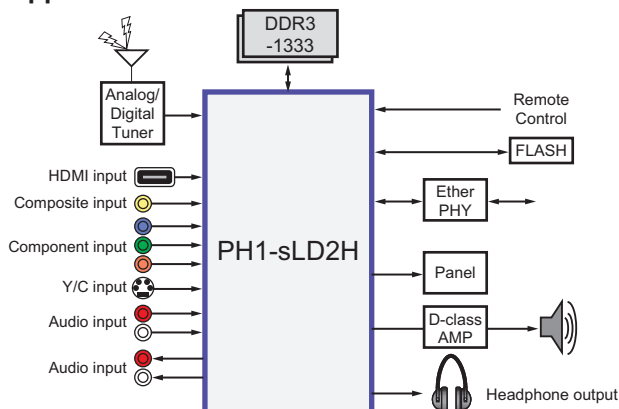 DDR3
-1333
Analog/
Digital
Tuner
HDMI input
Composite input
Component input
Y/C input
Audio input
Audio input
PH1-sLD2H
Remote
Control
FLASH
Ether
PHY
Panel
D-class
AMP
Headphone output